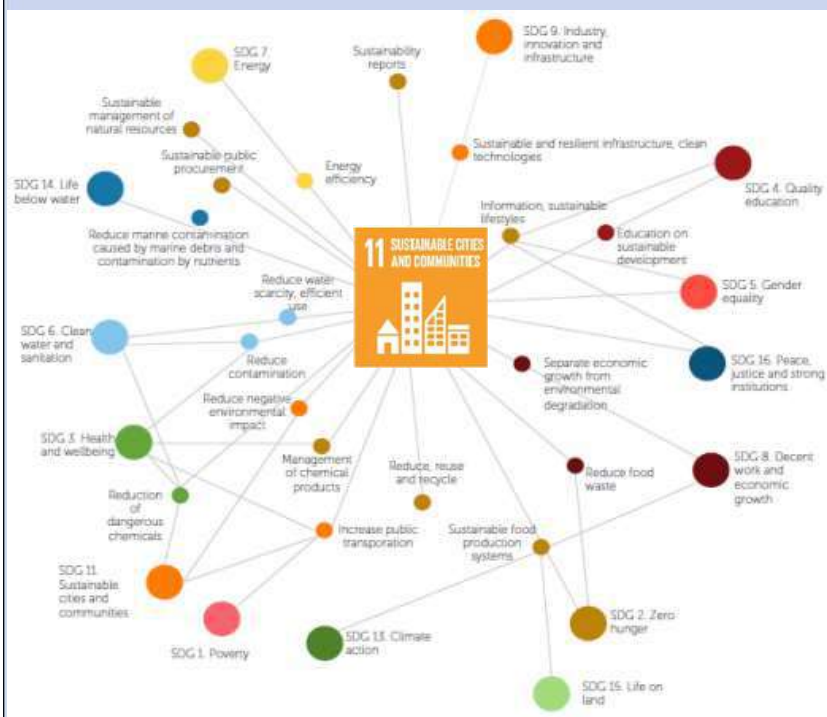 SDG 9. Industry,
innovation and
infrastructure
SDG 7.
Energy
Sustainability
reports
Sustainable
management of
natural resources
Sustainable public
procurement
Energy
efficiency
Sustainable and resilient infrastructure, clean
technologies
SDG 14. Life
below water
SDG 4. Quality
education
Information, sustainable
lifestyles
Reduce marine contamination
caused by marine debris and
contamination by nutrients
Education on
sustainable
development
11 SUSTAINABLE CITIES
AND COMMUNITIES
Reduce water
scarcity, efficient
use
SDG 5. Gender
equality
SDG 6. Clean
water and
sanitation
Reduce
contamination
Separate economic
growth from
environmental
degradation
SDG 16. Peace,
justice and strong
institutions
Reduce negative
environmental
impact
SDG 3. Health
and wellbeing
Management
of chemical
products
Reduce, reuse
and recycle
Reduce food
waste
SDG 8. Decent
work and
economic
growth
Reduction
of
dangerous
chemicals
Increase public
transporation
Sustainable food
production
systems
SDG 11.
Sustainable
cities and
communities
SDG 1. Poverty
SDG 13. Climate
action
SDG 2. Zero
hunger
SDG 15. Life on
land